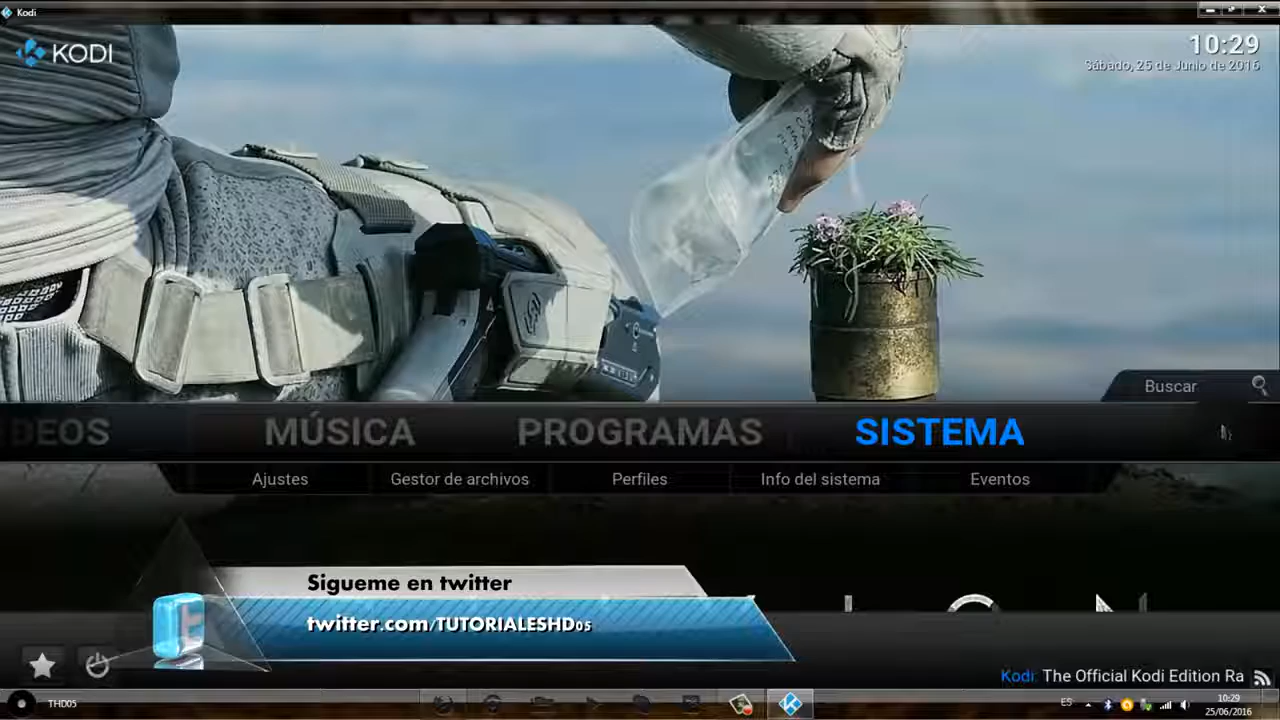 Kodi
KODI
10:29
Sábado, 25 de Junio de 2016
Buscar
DEOS MÚSICA PROGRAMAS SISTEMA
Ajustes Gestor de archivos Perfiles Info del sistema Eventos
Sigueme en twitter
twitter.com/TUTORIALESHD05
Kodi: The Official Kodi Edition Ra
THD05
ES
10:29
25/06/2016